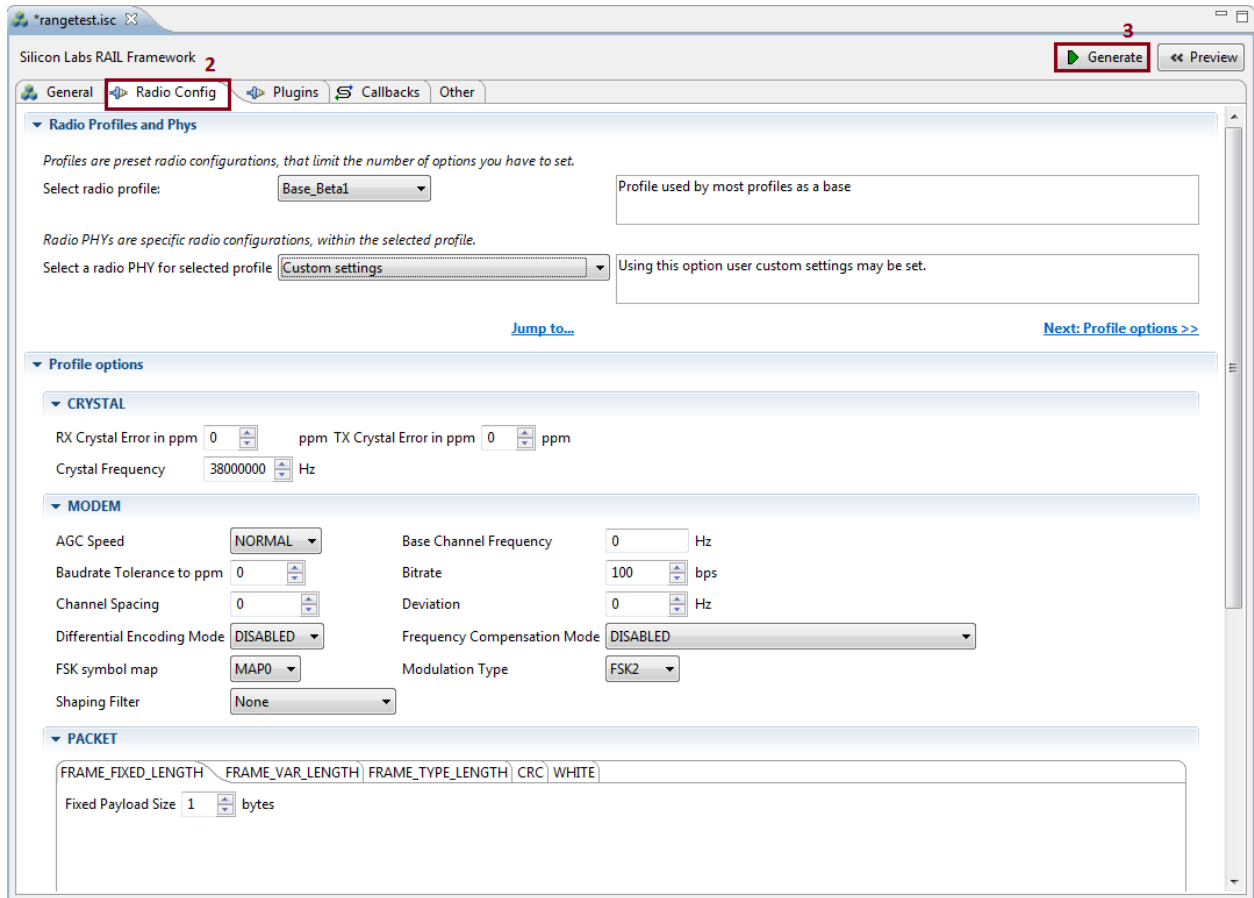 *rangetest.isc
3
Silicon Labs RAIL Framework 2
Generate Preview
General Radio Config Plugins Callbacks Other
Radio Profiles and Phys
Profiles are preset radio configurations, that limit the number of options you have to set.
Select radio profile: Base_Beta1 Profile used by most profiles as a base
Radio PHYs are specific radio configurations, within the selected profile.
Select a radio PHY for selected profile Custom settings Using this option user custom settings may be set.
Jump to... Next: Profile options >>
Profile options
CRYSTAL
RX Crystal Error in ppm 0 ppm TX Crystal Error in ppm 0 ppm
Crystal Frequency 38000000 Hz
MODEM
AGC Speed NORMAL Base Channel Frequency 0 Hz
Baudrate Tolerance to ppm 0 Bitrate 100 bps
Channel Spacing 0 Deviation 0 Hz
Differential Encoding Mode DISABLED Frequency Compensation Mode DISABLED
FSK symbol map MAP0 Modulation Type FSK2
Shaping Filter None
PACKET
FRAME_FIXED_LENGTH FRAME_VAR_LENGTH FRAME_TYPE_LENGTH CRC WHITE
Fixed Payload Size 1 bytes